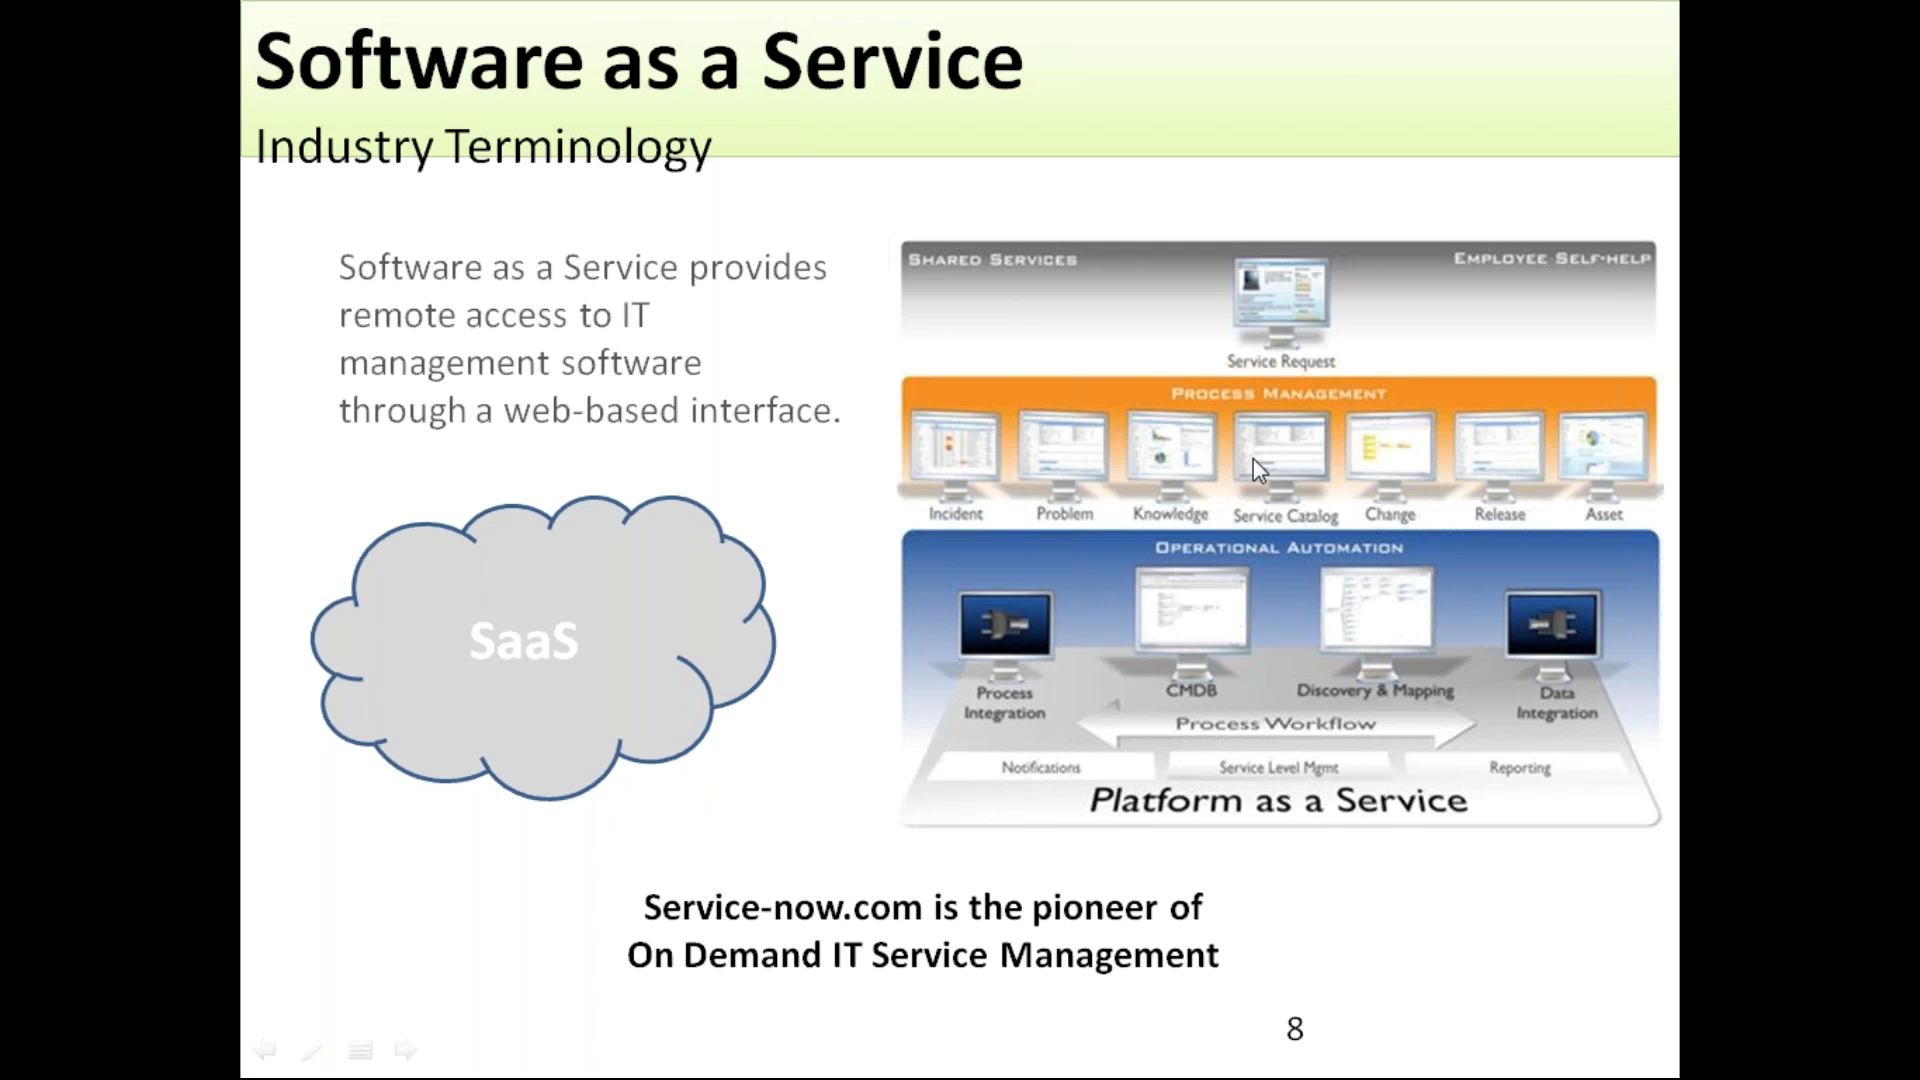 Software as a Service
Industry Terminology
Software as a Service provides
remote access to IT
management software
through a web-based interface.
SaaS
SHARED SERVICES
EMPLOYEE SELF-HELP
Service Request
PROCESS MANAGEMENT
Incident
Problem
Knowledge
Service Catalog
Change
Release
Asset
OPERATIONAL AUTOMATION
Process
Integration
CMDB
Discovery & Mapping
Data
Integration
Process Workflow
Notifications
Service Level Mgmt
Reporting
Platform as a Service
Service-now.com is the pioneer of
On Demand IT Service Management
8